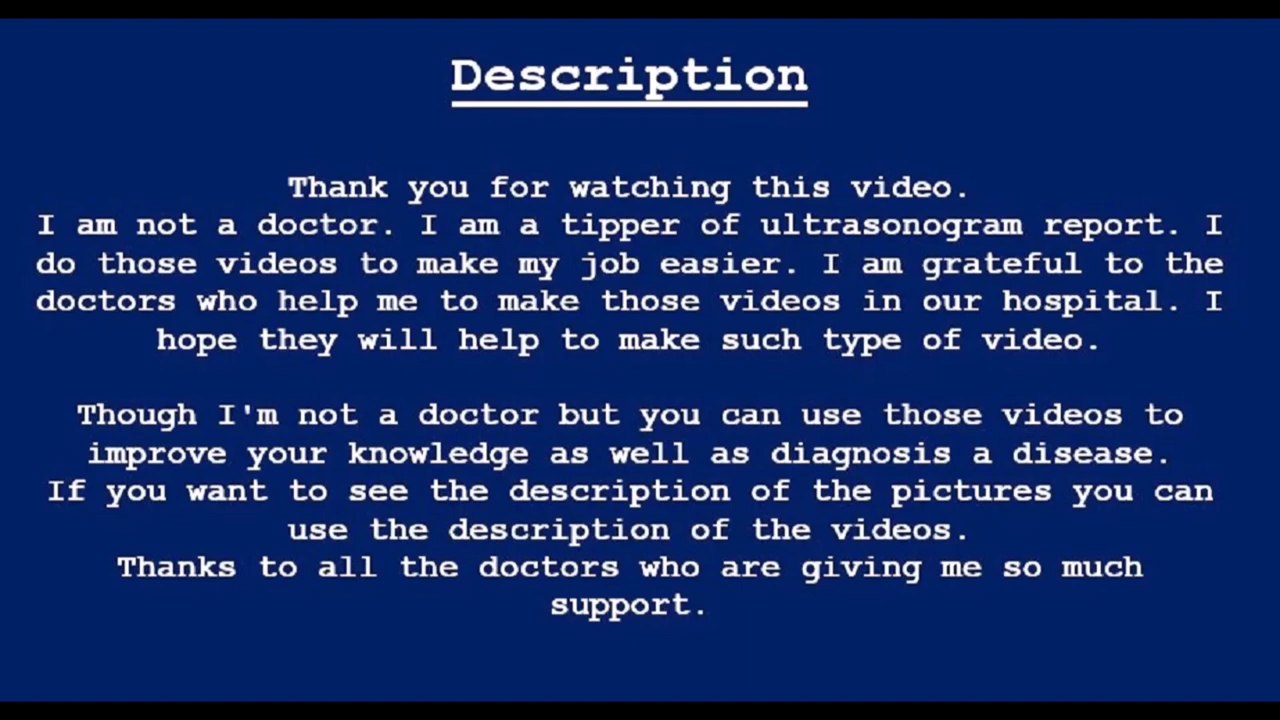 Description
Thank you for watching this video.
I am not a doctor. I am a tipper of ultrasonogram report. I
do those videos to make my job easier. I am grateful to the
doctors who help me to make those videos in our hospital. I
hope they will help to make such type of video.
Though I'm not a doctor but you can use those videos to
improve your knowledge as well as diagnosis a disease.
If you want to see the description of the pictures you can
use the description of the videos.
Thanks to all the doctors who are giving me so much
support.